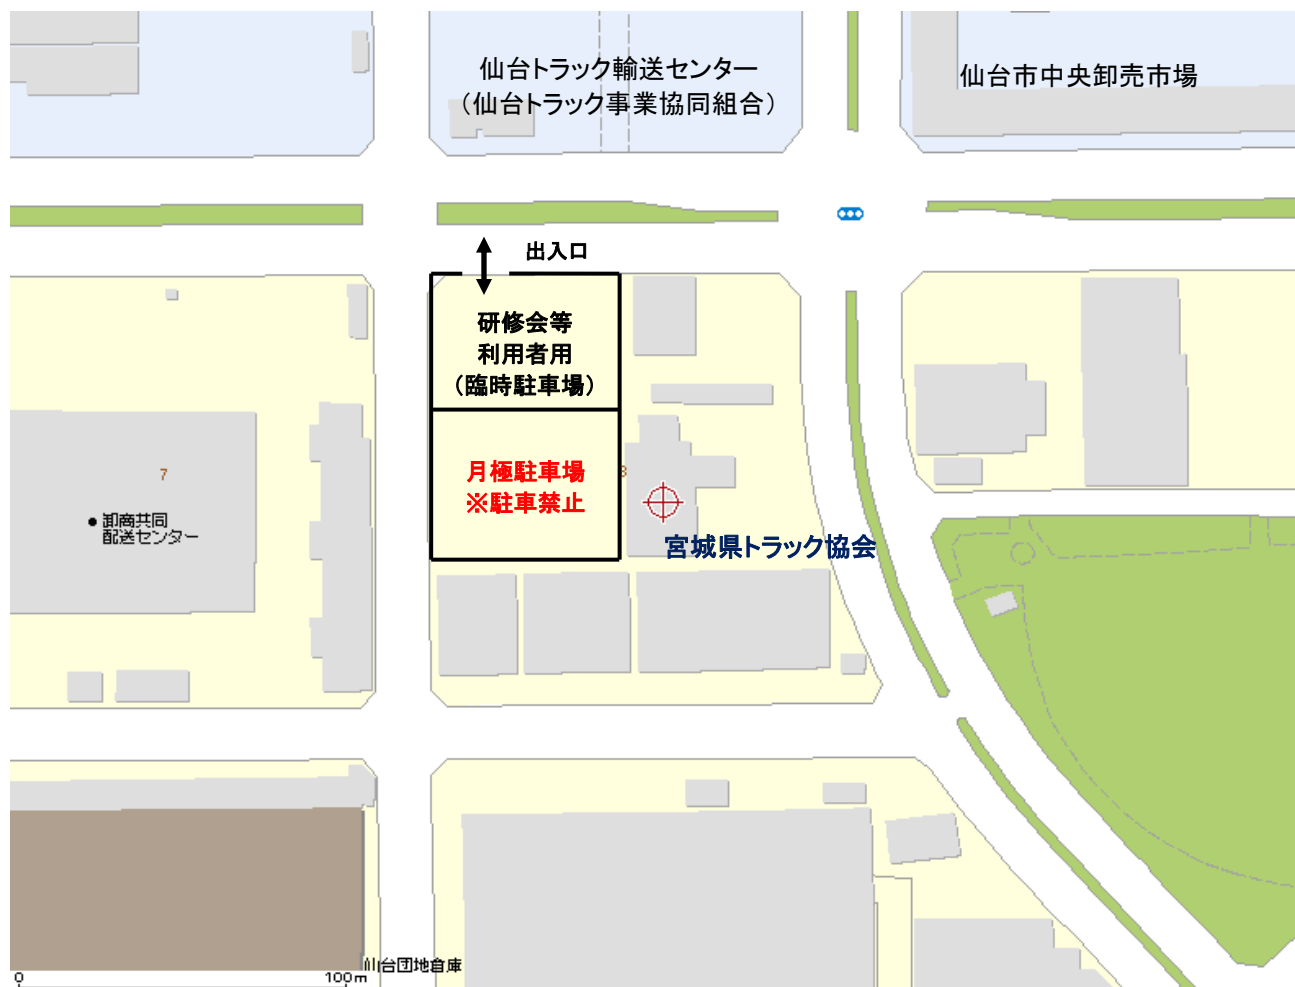 仙台トラック輸送センター
（仙台トラック事業協同組合）
仙台市中央卸売市場
出入口
研修会等
利用者用
（臨時駐車場）
月極駐車場
※駐車禁止
7
3
卸商共同
配送センター
宮城県トラック協会
仙台団地倉庫
0
100m